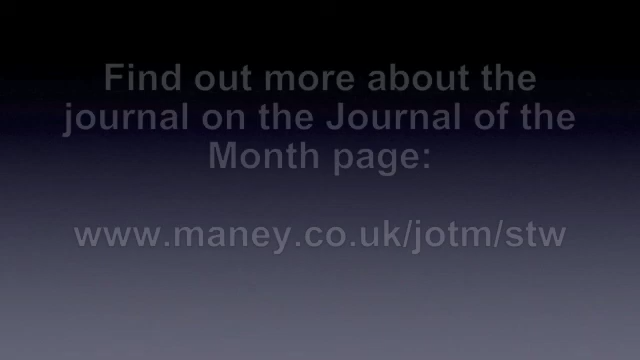 Find out more about the
journal on the Journal of the
Month page:
www.maney.co.uk/jotm/stw